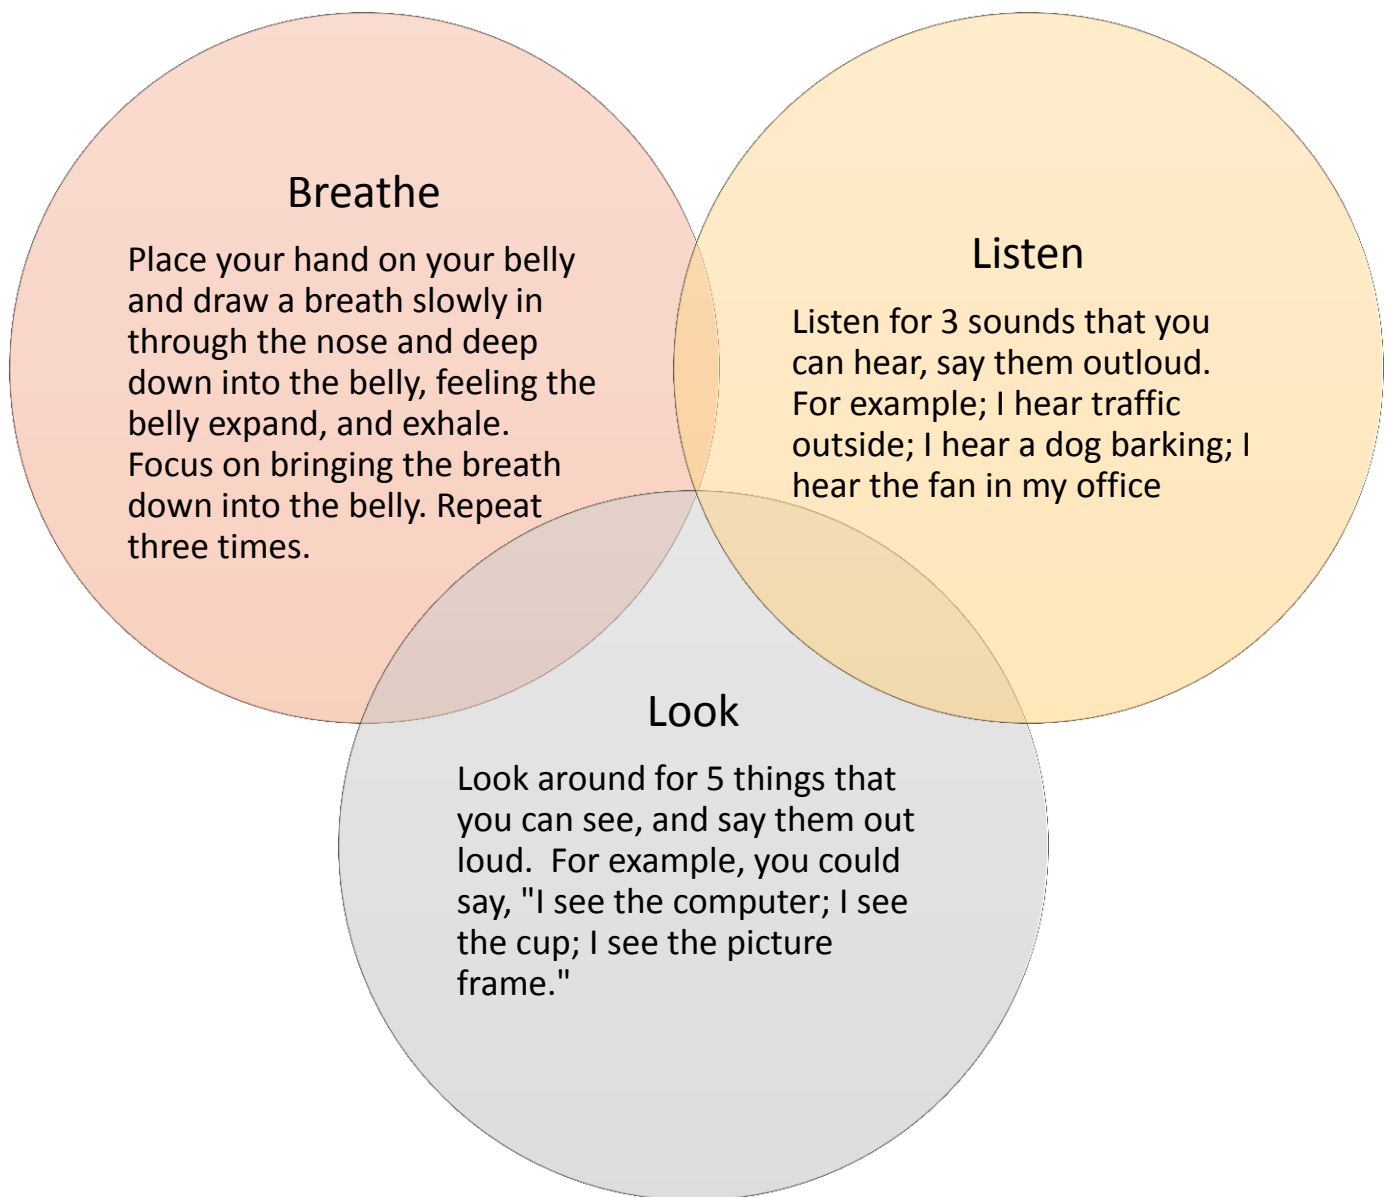 Breathe
Place your hand on your belly
and draw a breath slowly in
through the nose and deep
down into the belly, feeling the
belly expand, and exhale.
Focus on bringing the breath
down into the belly. Repeat
three times.
Listen
Listen for 3 sounds that you
can hear, say them outloud.
For example; I hear traffic
outside; I hear a dog barking; I
hear the fan in my office
Look
Look around for 5 things that
you can see, and say them out
loud.  For example, you could
say, "I see the computer; I see
the cup; I see the picture
frame."